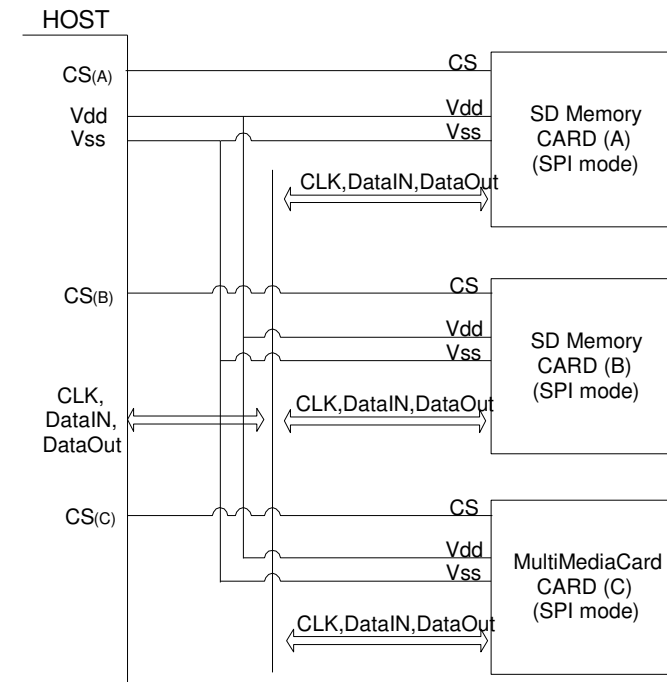 HOST
CS(A)
CS
Vdd
Vss
Vdd
Vss
SD Memory
CARD (A)
(SPI mode)
CLK,DataIN,DataOut
CS(B)
CS
Vdd
Vss
SD Memory
CARD (B)
(SPI mode)
CLK,
DataIN,
DataOut
CLK,DataIN,DataOut
CS(C)
CS
Vdd
Vss
MultiMediaCard
CARD (C)
(SPI mode)
CLK,DataIN,DataOut